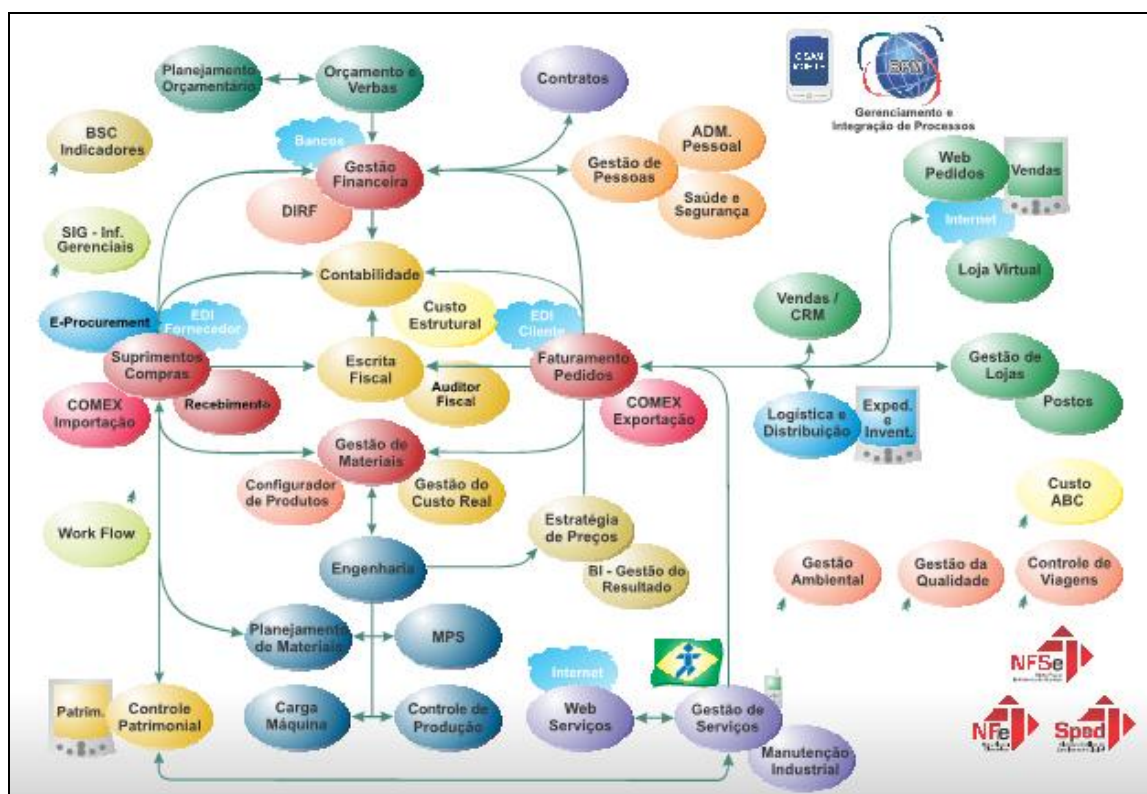 Planejamento
Orçamentário
Orçamento e
Verbas
Contratos
BSC
Indicadores
Bancos
Gestão
Financeira
DIRF
Gestão de
Pessoas
ADM.
Pessoal
Saúde e
Segurança
Gerenciamento e
Integração de Processos
Web
Pedidos
Vendas
Internet
Loja Virtual
SIG - Inf.
Gerenciais
Contabilidade
Custo
Estrutural
EDI
Cliente
E-Procurement
EDI
Fornecedor
Vendas /
CRM
Suprimentos
Compras
Escrita
Fiscal
Auditor
Fiscal
Faturamento
Pedidos
Gestão de
Lojas
Postos
COMEX
Importação
Recebimento
COMEX
Exportação
Logística e
Distribuição
Exped.
e
Invent.
Gestão de
Materiais
Configurador
de Produtos
Gestão do
Custo Real
Custo
ABC
Work Flow
Estratégia
de Preços
BI - Gestão do
Resultado
Engenharia
Gestão
Ambiental
Gestão da
Qualidade
Controle de
Viagens
Planejamento
de Materiais
MPS
NFSe
Internet
Patrim.
Controle
Patrimonial
Carga
Máquina
Controle de
Produção
Web
Serviços
Gestão de
Serviços
Manutenção
Industrial
NFe
Sped